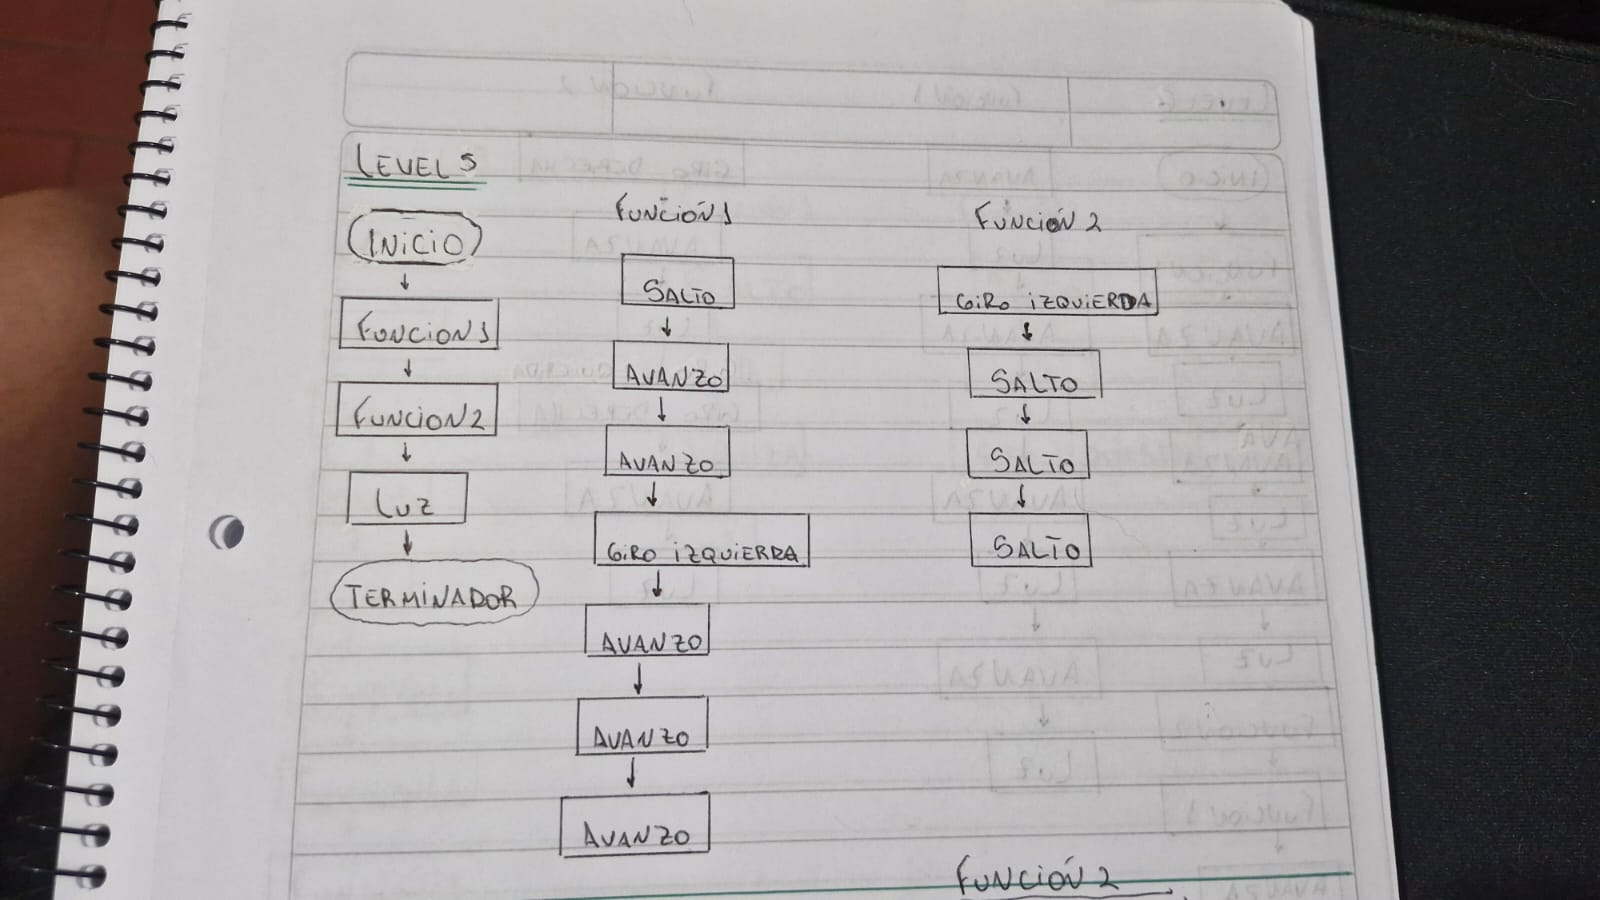 LEVEL 5
INICIO
FUNCION 1
FUNCION 2
LUZ
TERMINADOR
FUNCIÓN 1
SALTO
AVANZO
AVANZO
GIRO IZQUIERRA
AVANZO
AVANZO
AVANZO
FUNCIÓN 2
GIRO IZQUIERDA
SALTO
SALTO
SALTO
FUNCIÓN 2